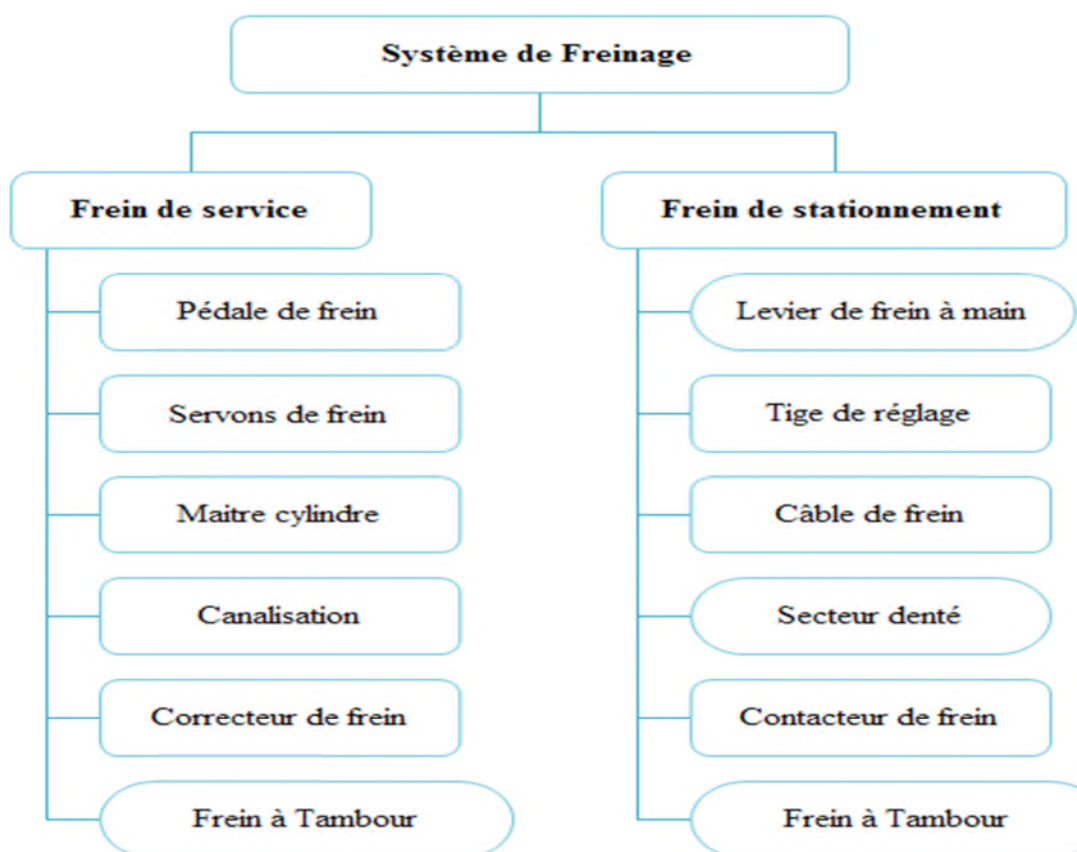 Système de Freinage
Frein de service
Pédale de frein
Servons de frein
Maitre cylindre
Canalisation
Correcteur de frein
Frein à Tambour
Frein de stationnement
Levier de frein à main
Tige de réglage
Câble de frein
Secteur denté
Contacteur de frein
Frein à Tambour